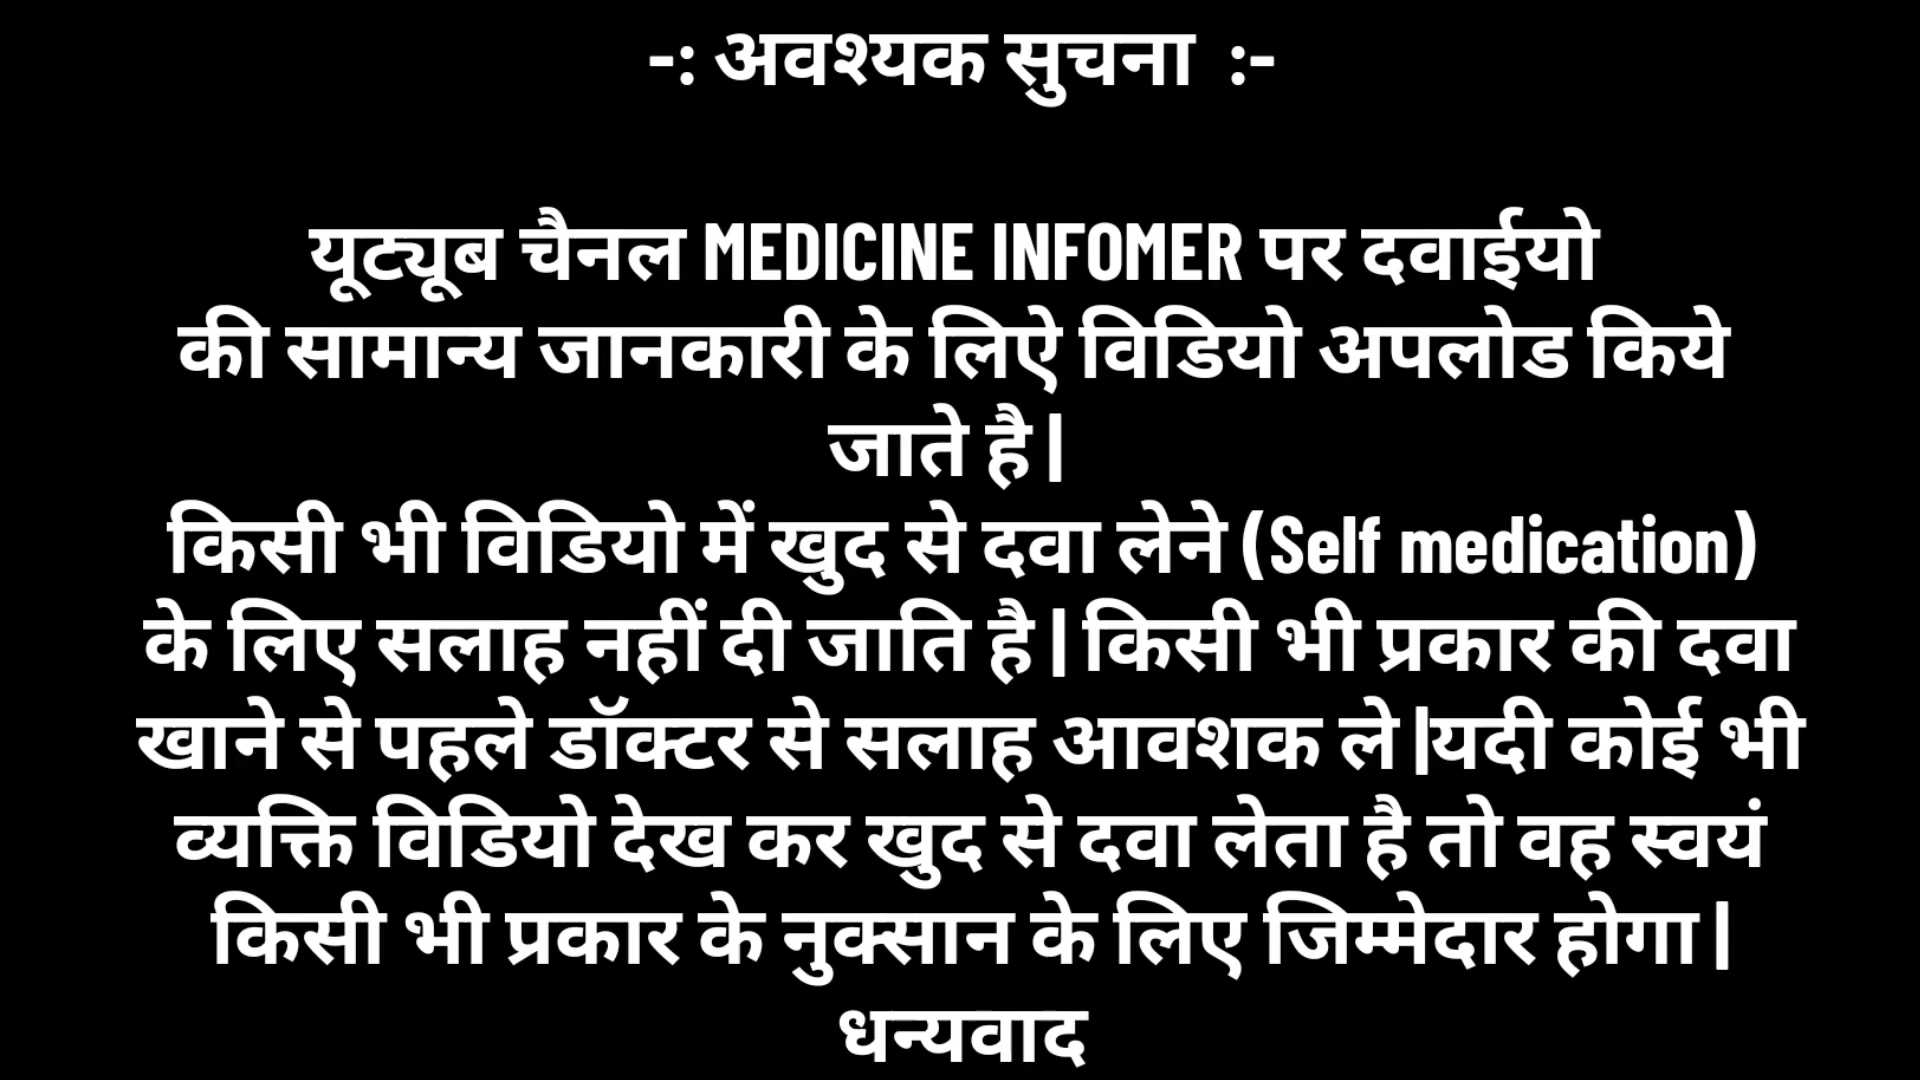 -: अवश्यक सुचना :-
यूट्यूब चैनल MEDICINE INFOMER पर दवाईयो
की सामान्य जानकारी के लिऐ विडियो अपलोड किये
जाते है |
किसी भी विडियो में खुद से दवा लेने (Self medication)
के लिए सलाह नहीं दी जाति है | किसी भी प्रकार की दवा
खाने से पहले डॉक्टर से सलाह आवशक ले |यदी कोई भी
व्यक्ति विडियो देख कर खुद से दवा लेता है तो वह स्वयं
किसी भी प्रकार के नुक्सान के लिए जिम्मेदार होगा |
धन्यवाद